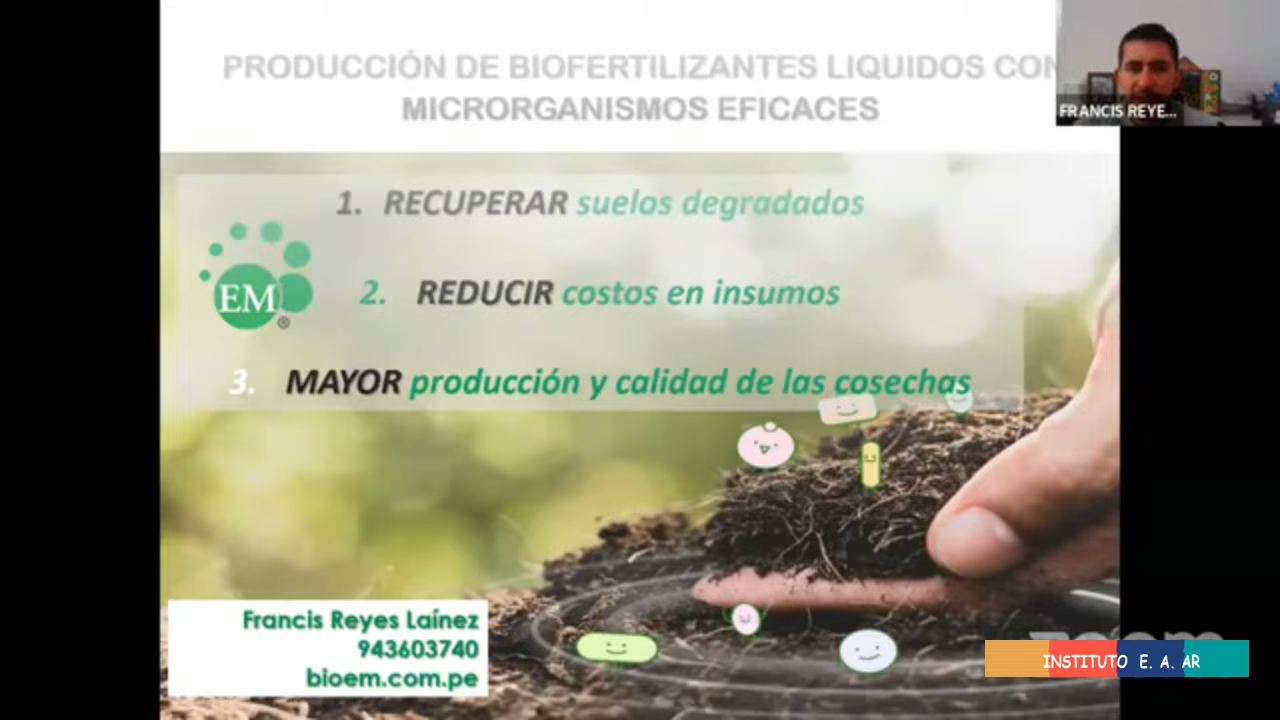 PRODUCCIÓN DE BIOFERTILIZANTES LIQUIDOS CON
MICRORGANISMOS EFICACES
FRANCIS REYE...
1. RECUPERAR suelos degradados
EM®
2. REDUCIR costos en insumos
3. MAYOR producción y calidad de las cosechas
Francis Reyes Laínez
943603740
bioem.com.pe
zoom
INSTITUTO E. A. AR